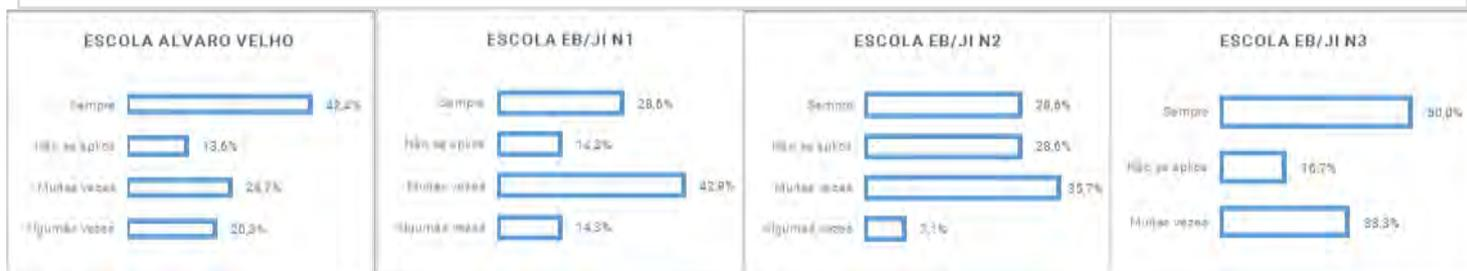 ESCOLA ALVARO VELHO
Sempre 42,4%
Não se aplica 13,6%
Muitas vezes 23,7%
Algumas vezes 20,3%
ESCOLA EB/JI N1
Sempre 28,6%
Não se aplica 14,3%
Muitas vezes 42,9%
Algumas vezes 14,3%
ESCOLA EB/JI N2
Sempre 28,6%
Não se aplica 28,6%
Muitas vezes 35,7%
Algumas vezes 7,1%
ESCOLA EB/JI N3
Sempre 50,0%
Não se aplica 16,7%
Muitas vezes 33,3%